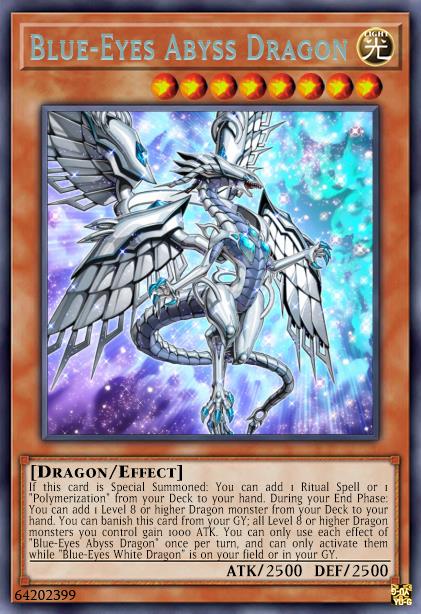 Blue-Eyes Abyss Dragon
LIGHT
光
[Dragon/Effect]
If this card is Special Summoned: You can add 1 Ritual Spell or 1
"Polymerization" from your Deck to your hand. During your End Phase:
You can add 1 Level 8 or higher Dragon monster from your Deck to your
hand. You can banish this card from your GY; all Level 8 or higher Dragon
monsters you control gain 1000 ATK. You can only use each effect of
"Blue-Eyes Abyss Dragon" once per turn, and can only activate them
while "Blue-Eyes White Dragon" is on your field or in your GY.
ATK/2500 DEF/2500
64202399